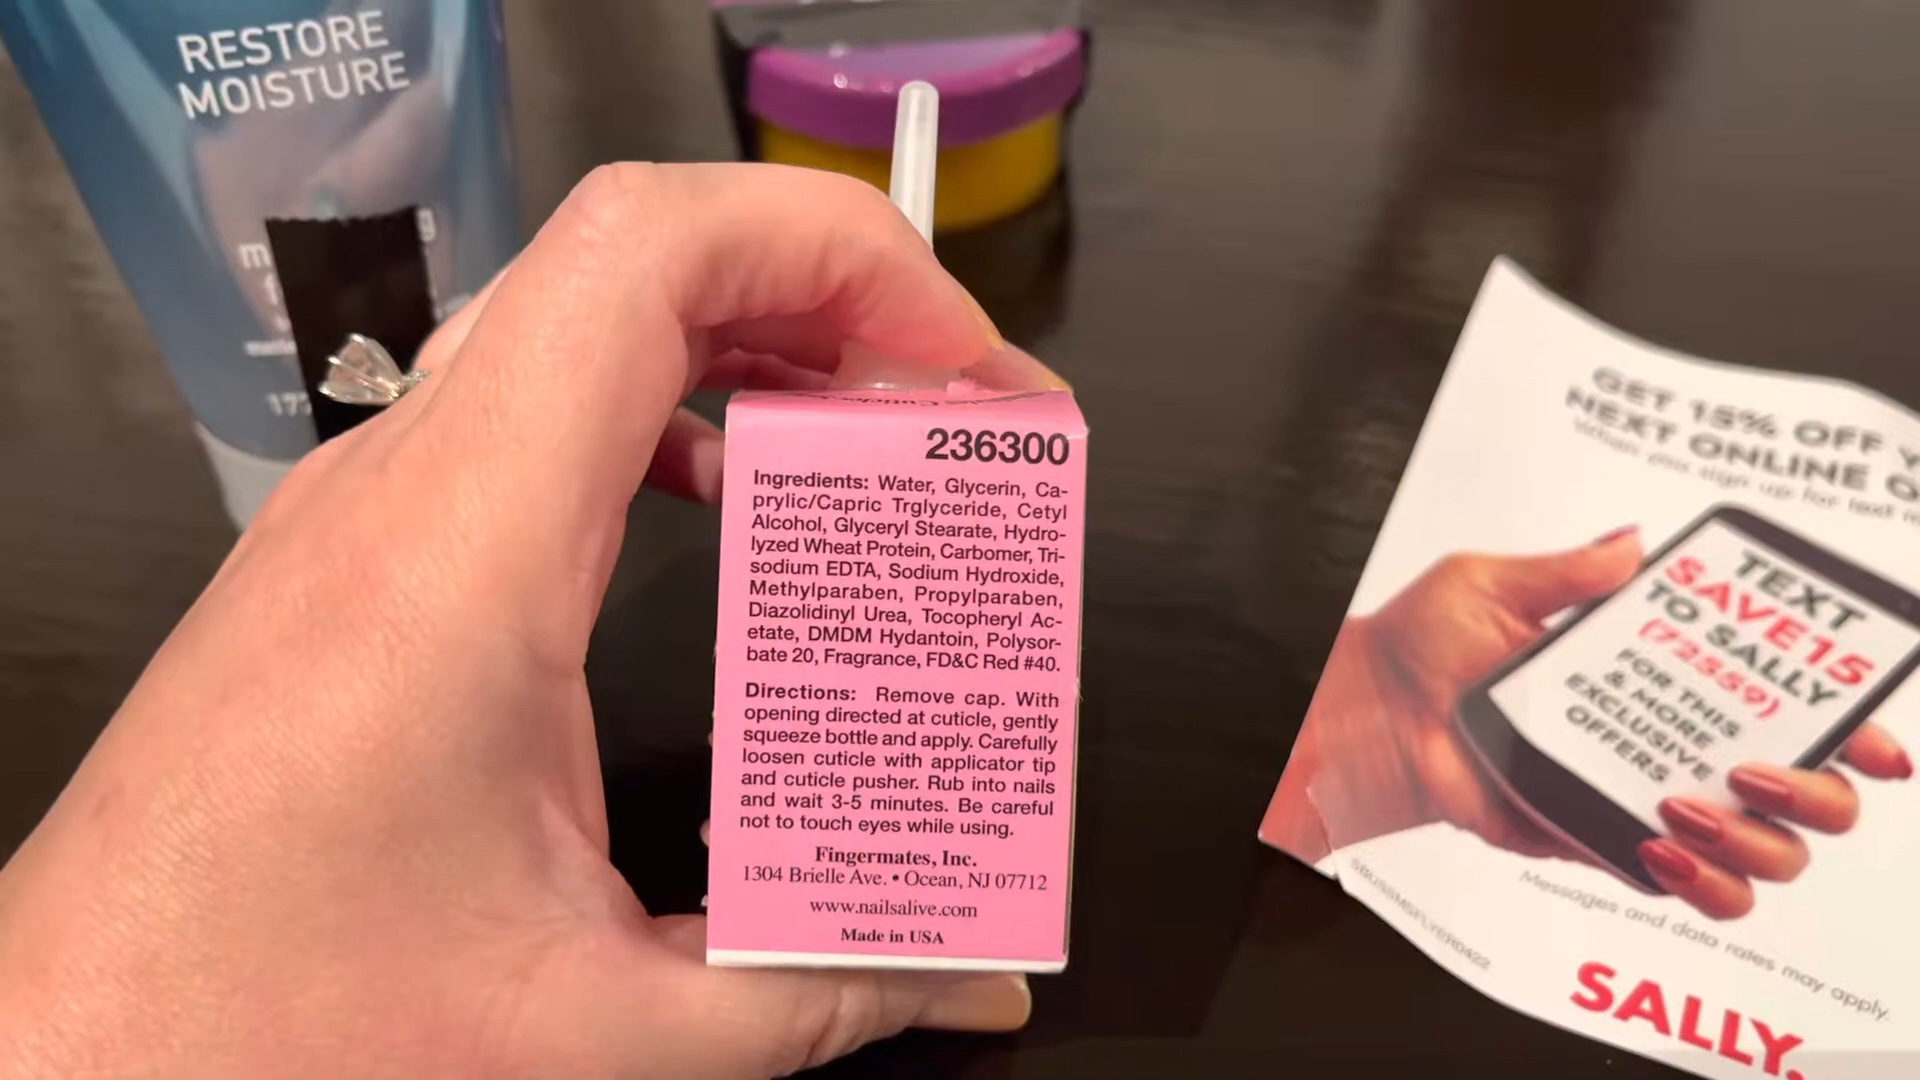 RESTORE
MOISTURE
236300
Ingredients: Water, Glycerin, Ca-
prylic/Capric Trglyceride, Cetyl
Alcohol, Glyceryl Stearate, Hydro-
lyzed Wheat Protein, Carbomer, Tri-
sodium EDTA, Sodium Hydroxide,
Methylparaben, Propylparaben,
Diazolidinyl Urea, Tocopheryl Ac-
etate, DMDM Hydantoin, Polysor-
bate 20, Fragrance, FD&C Red #40.
Directions: Remove cap. With
opening directed at cuticle, gently
squeeze bottle and apply. Carefully
loosen cuticle with applicator tip
and cuticle pusher. Rub into nails
and wait 3-5 minutes. Be careful
not to touch eyes while using.
Fingermates, Inc.
1304 Brielle Ave. • Ocean, NJ 07712
www.nailsalive.com
Made in USA
GET 15% OFF
NEXT ONLINE
When you sign up for text
TEXT
SAVE15
TO SALLY
(72559)
FOR THIS
& MORE
EXCLUSIVE
OFFERS
Messages and data rates may apply.
SALLY.